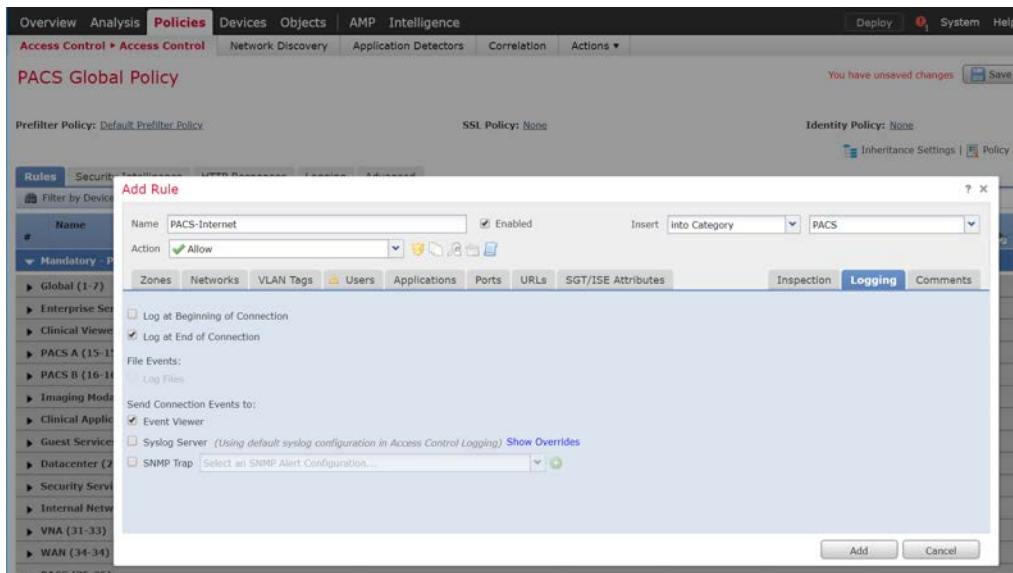 Overview Analysis Policies Devices Objects AMP Intelligence Deploy 1 System Help
Access Control ▸ Access Control Network Discovery Application Detectors Correlation Actions ▾
PACS Global Policy
You have unsaved changes Save
Prefilter Policy: Default Prefilter Policy SSL Policy: None Identity Policy: None
Inheritance Settings | Policy
Rules Security Intelligence HTTP Responses Logging Advanced
Filter by Device
Add Rule ? ×
Name
#
Name PACS-Internet Enabled Insert into Category PACS
Action Allow
Mandatory - P
Zones Networks VLAN Tags Users Applications Ports URLs SGT/ISE Attributes Inspection Logging Comments
Global (1-7)
Enterprise Ser
Clinical Viewe
PACS A (15-1
PACS B (16-1
Imaging Moda
Clinical Applic
Guest Service
Datacenter (2
Security Servi
Internal Netw
VNA (31-33)
WAN (34-34)
Log at Beginning of Connection
Log at End of Connection
File Events:
Log Files
Send Connection Events to:
Event Viewer
Syslog Server (Using default syslog configuration in Access Control Logging) Show Overrides
SNMP Trap Select an SNMP Alert Configuration...
Add Cancel